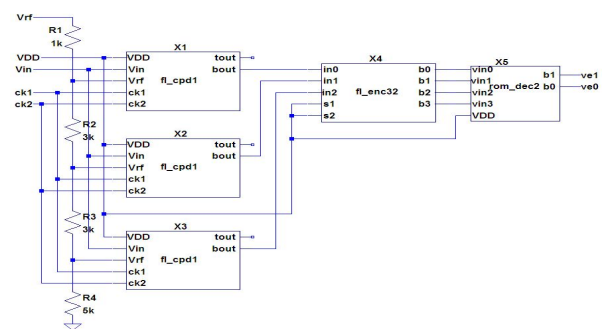 Vrf
R1
1k
VDD
Vin
ck1
ck2
X1
VDD tout
Vin bout
Vrf fl_cpd1
ck1
ck2
R2
3k
X2
VDD tout
Vin bout
Vrf fl_cpd1
ck1
ck2
R3
3k
X3
VDD tout
Vin bout
Vrf fl_cpd1
ck1
ck2
R4
5k
X4
in0 b0
in1 b1
in2 fl_enc32 b2
s1 b3
s2
X5
vin0 b1 ve1
vin1 rom_dec2 b0 ve0
vin2
vin3
VDD